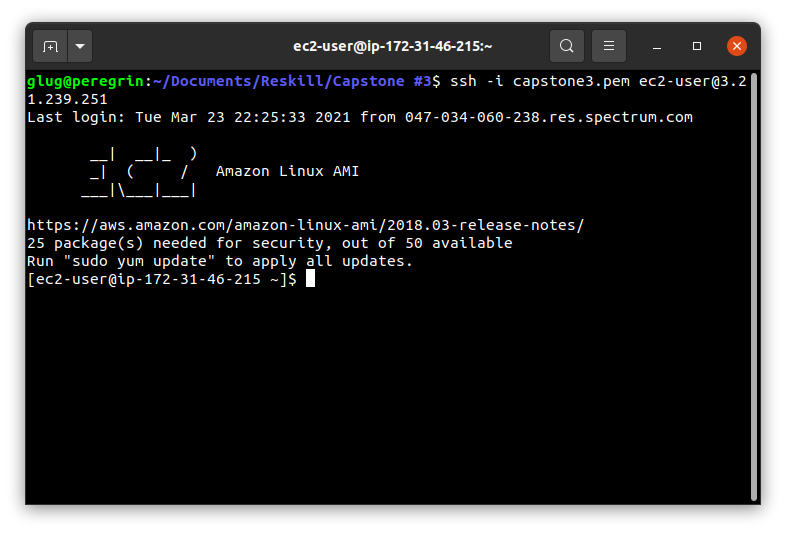 ec2-user@ip-172-31-46-215:~
glug@peregrin:~/Documents/Reskill/Capstone #3$ ssh -i capstone3.pem ec2-user@3.2
1.239.251
Last login: Tue Mar 23 22:25:33 2021 from 047-034-060-238.res.spectrum.com

       __|  __|_  )
       _|  (     /   Amazon Linux AMI
      ___|\___|___|

https://aws.amazon.com/amazon-linux-ami/2018.03-release-notes/
25 package(s) needed for security, out of 50 available
Run "sudo yum update" to apply all updates.
[ec2-user@ip-172-31-46-215 ~]$